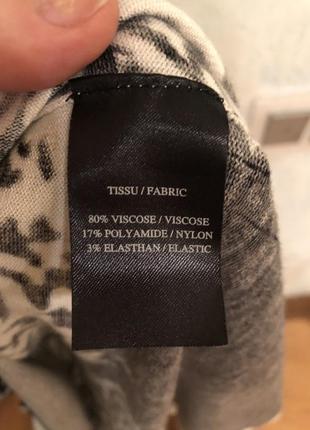 TISSU / FABRIC
80% VISCOSE / VISCOSE
17% POLYAMIDE / NYLON
3% ELASTHAN / ELASTIC